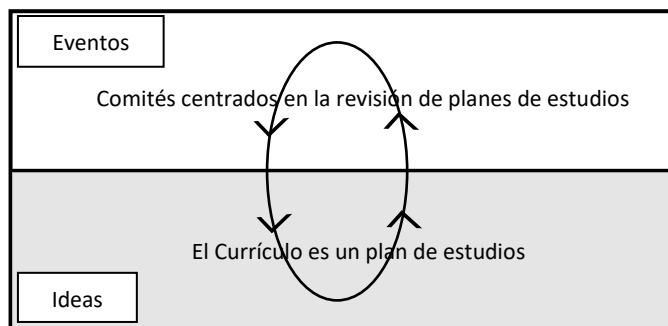 Eventos
Comités centrados en la revisión de planes de estudios
El Currículo es un plan de estudios
Ideas